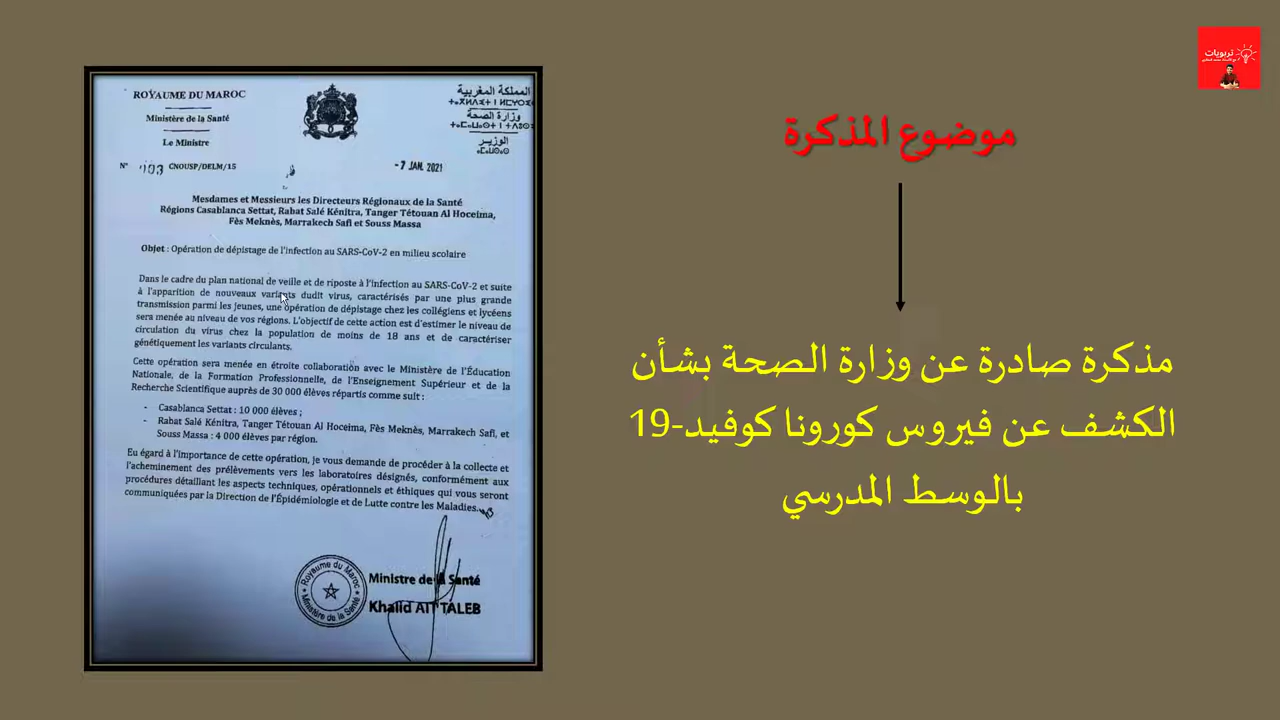 تربويات
موضوع المذكرة
مذكرة صادرة عن وزارة الصحة بشأن
الكشف عن فيروس كورونا كوفيد-19
بالوسط المدرسي
ROYAUME DU MAROC
Ministère de la Santé
Le Ministre
المملكة المغربية
وزارة الصحة
الوزير
N° CNOUSP/DELM/15
-7 JAN. 2021
Mesdames et Messieurs les Directeurs Régionaux de la Santé
Régions Casablanca Settat, Rabat Salé Kénitra, Tanger Tétouan Al Hoceima,
Fès Meknès, Marrakech Safi et Souss Massa
Objet : Opération de dépistage de l'infection au SARS-CoV-2 en milieu scolaire
Dans le cadre du plan national de veille et de riposte à l'infection au SARS-CoV-2 et suite
à l'apparition de nouveaux variants dudit virus, caractérisés par une plus grande
transmission parmi les jeunes, une opération de dépistage chez les collégiens et lycéens
sera menée au niveau de vos régions. L'objectif de cette action est d'estimer le niveau de
circulation du virus chez la population de moins de 18 ans et de caractériser
génétiquement les variants circulants.
Cette opération sera menée en étroite collaboration avec le Ministère de l'Éducation
Nationale, de la Formation Professionnelle, de l'Enseignement Supérieur et de la
Recherche Scientifique auprès de 30 000 élèves répartis comme suit :
- Casablanca Settat : 10 000 élèves ;
- Rabat Salé Kénitra, Tanger Tétouan Al Hoceima, Fès Meknès, Marrakech Safi, et
Souss Massa : 4 000 élèves par région.
Eu égard à l'importance de cette opération, je vous demande de procéder à la collecte et
l'acheminement des prélèvements vers les laboratoires désignés, conformément aux
procédures détaillant les aspects techniques, opérationnels et éthiques qui vous seront
communiquées par la Direction de l'Épidémiologie et de Lutte contre les Maladies.
Royaume du Maroc
Ministère de la Santé
Ministre de la Santé
Khalid AIT TALEB